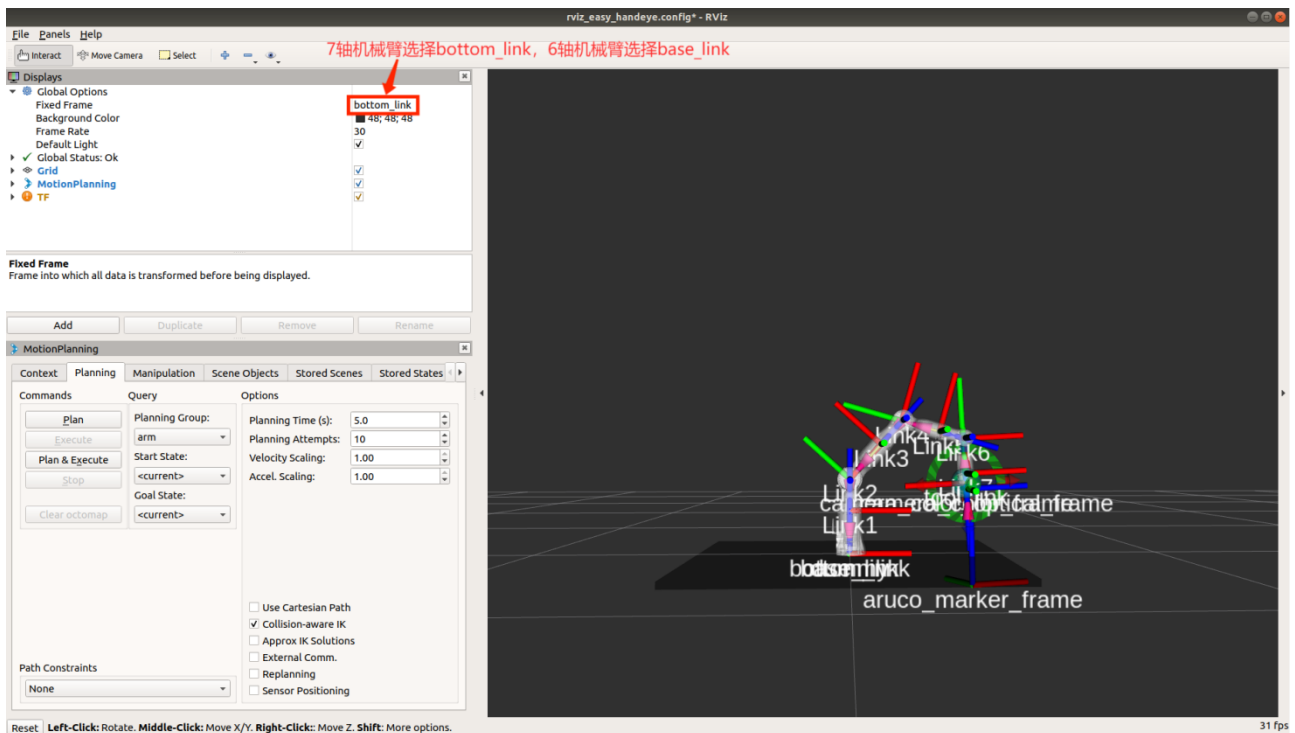 rviz_easy_handeye.config* - RViz
File Panels Help
Interact Move Camera Select
7轴机械臂选择bottom_link，6轴机械臂选择base_link
Displays
Global Options
Fixed Frame bottom_link
Background Color 48; 48; 48
Frame Rate 30
Default Light
Global Status: Ok
Grid
MotionPlanning
TF
Fixed Frame
Frame into which all data is transformed before being displayed.
Add Duplicate Remove Rename
MotionPlanning
Context Planning Manipulation Scene Objects Stored Scenes Stored States
Commands Query Options
Plan Planning Group: Planning Time (s): 5.0
Execute arm Planning Attempts: 10
Plan & Execute Start State: Velocity Scaling: 1.00
Stop <current> Accel. Scaling: 1.00
Goal State:
Clear octomap <current>
Use Cartesian Path
Collision-aware IK
Approx IK Solutions
External Comm.
Path Constraints Replanning
None Sensor Positioning
Link4
Link3
Link6
Link2
Link1
aruco_marker_frame
Reset Left-Click: Rotate. Middle-Click: Move X/Y. Right-Click:: Move Z. Shift: More options. 31 fps